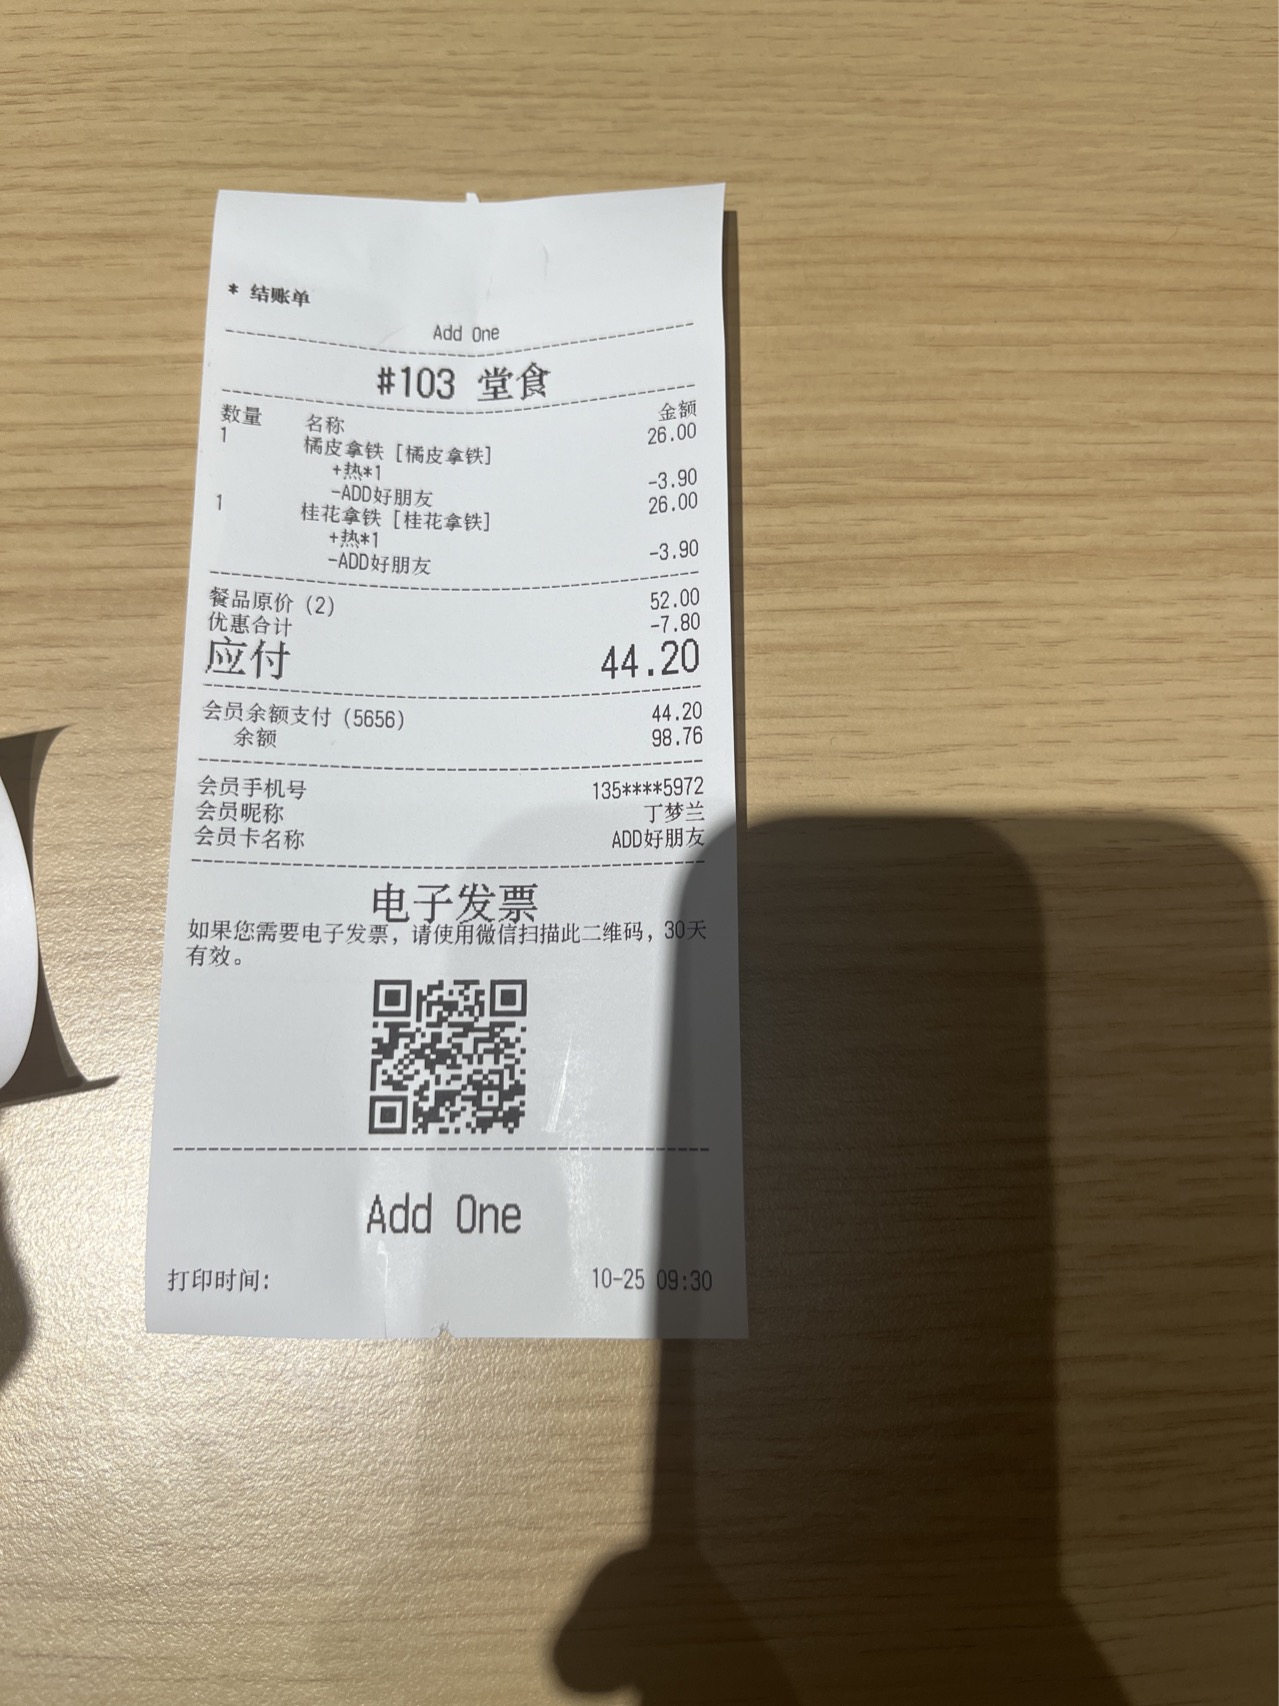 * 结账单
Add One
#103 堂食
数量 名称 金额
1 橘皮拿铁 [橘皮拿铁] 26.00
+热*1
-ADD好朋友 -3.90
1 桂花拿铁 [桂花拿铁] 26.00
+热*1
-ADD好朋友 -3.90
餐品原价 (2) 52.00
优惠合计 -7.80
应付 44.20
会员余额支付 (5656) 44.20
余额 98.76
会员手机号 135****5972
会员昵称 丁梦兰
会员卡名称 ADD好朋友
电子发票
如果您需要电子发票，请使用微信扫描此二维码，30天
有效。
Add One
打印时间: 10-25 09:30